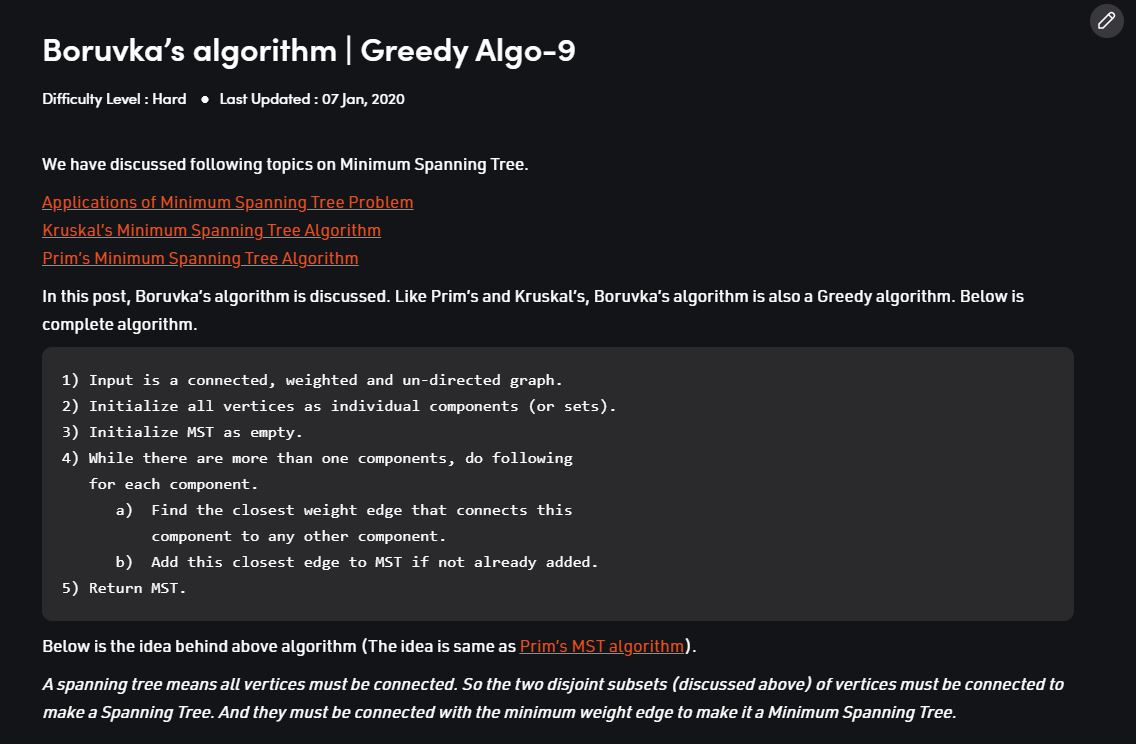 Boruvka’s algorithm | Greedy Algo-9
Difficulty Level : Hard ● Last Updated : 07 Jan, 2020
We have discussed following topics on Minimum Spanning Tree.
Applications of Minimum Spanning Tree Problem
Kruskal’s Minimum Spanning Tree Algorithm
Prim’s Minimum Spanning Tree Algorithm
In this post, Boruvka’s algorithm is discussed. Like Prim’s and Kruskal’s, Boruvka’s algorithm is also a Greedy algorithm. Below is
complete algorithm.
1) Input is a connected, weighted and un-directed graph.
2) Initialize all vertices as individual components (or sets).
3) Initialize MST as empty.
4) While there are more than one components, do following
   for each component.
      a)  Find the closest weight edge that connects this
          component to any other component.
      b)  Add this closest edge to MST if not already added.
5) Return MST.
Below is the idea behind above algorithm (The idea is same as Prim’s MST algorithm).
A spanning tree means all vertices must be connected. So the two disjoint subsets (discussed above) of vertices must be connected to
make a Spanning Tree. And they must be connected with the minimum weight edge to make it a Minimum Spanning Tree.